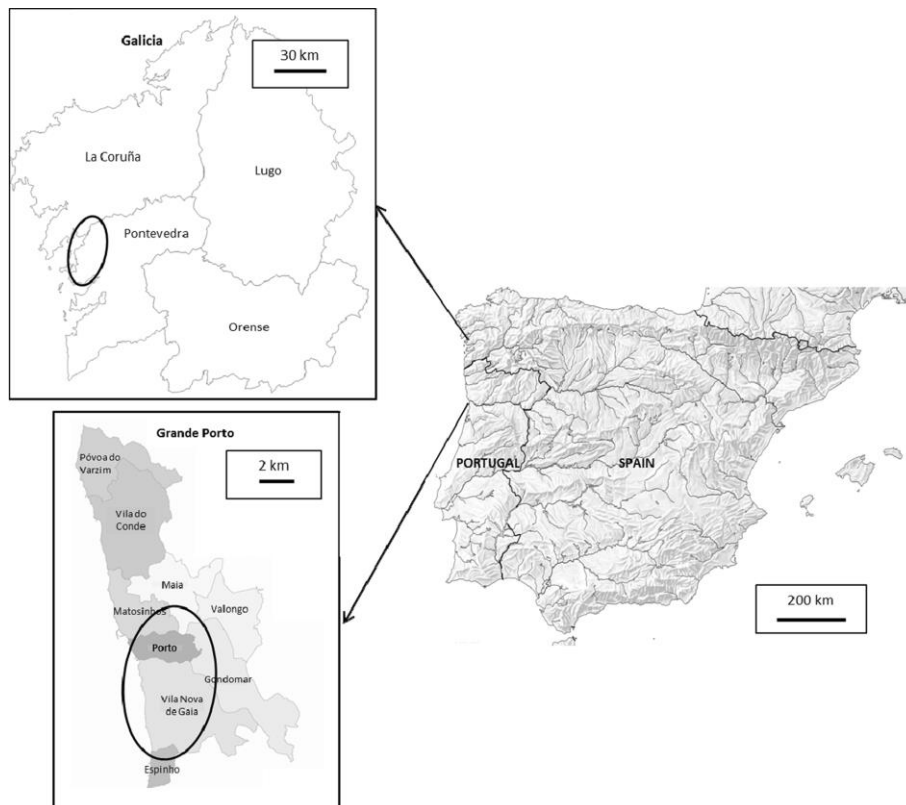 Galicia
30 km
La Coruña
Lugo
Pontevedra
Orense
Grande Porto
2 km
Póvoa do
Varzim
Vila do
Conde
Maia
Valongo
Matosinhos
Porto
Gondomar
Vila Nova
de Gaia
Espinho
PORTUGAL
SPAIN
200 km